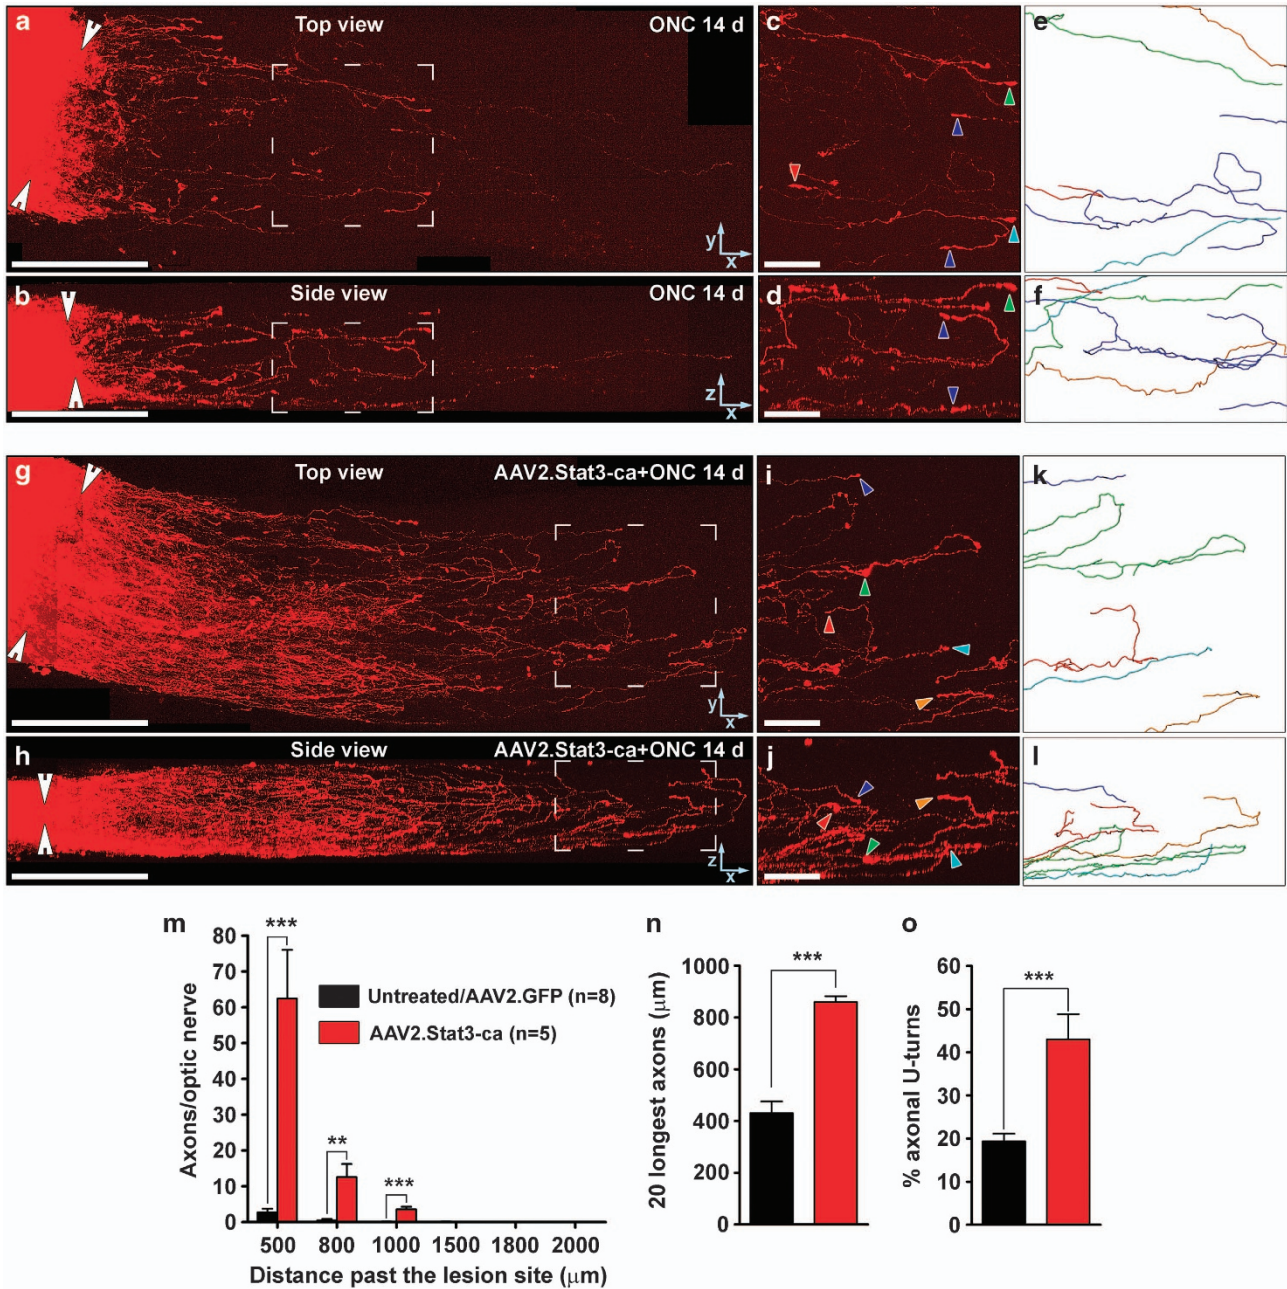 a Top view ONC 14 d
y
x
c
e
b Side view ONC 14 d
z
x
d
f
g Top view AAV2.Stat3-ca+ONC 14 d
y
x
i
k
h Side view AAV2.Stat3-ca+ONC 14 d
z
x
j
l
m
***
**
***
80
70
60
50
40
30
20
10
0
Axons/optic nerve
Untreated/AAV2.GFP (n=8)
AAV2.Stat3-ca (n=5)
500 800 1000 1500 1800 2000
Distance past the lesion site (μm)
n
***
1000
800
600
400
200
0
20 longest axons (μm)
o
***
60
50
40
30
20
10
0
% axonal U-turns